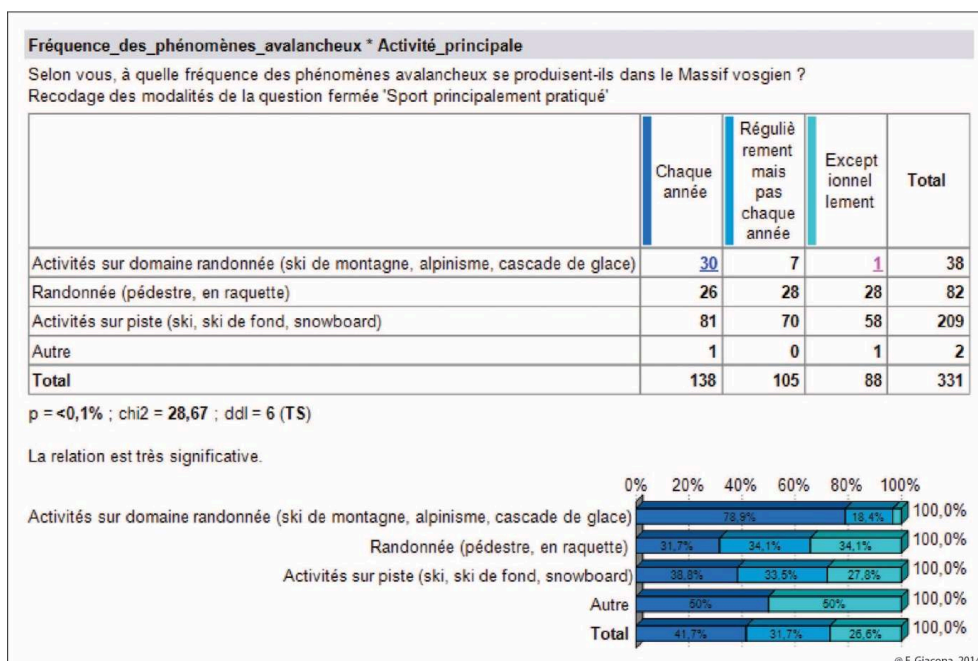 Fréquence_des_phénomènes_avalancheux * Activité_principale
Selon vous, à quelle fréquence des phénomènes avalancheux se produisent-ils dans le Massif vosgien ?
Recodage des modalités de la question fermée 'Sport principalement pratiqué'
Chaque année Réguliè rement mais pas chaque année Except ionnel lement Total
Activités sur domaine randonnée (ski de montagne, alpinisme, cascade de glace) 30 7 1 38
Randonnée (pédestre, en raquette) 26 28 28 82
Activités sur piste (ski, ski de fond, snowboard) 81 70 58 209
Autre 1 0 1 2
Total 138 105 88 331
p = <0,1% ; chi2 = 28,67 ; ddl = 6 (TS)
La relation est très significative.
0% 20% 40% 60% 80% 100%
Activités sur domaine randonnée (ski de montagne, alpinisme, cascade de glace) 78,9% 18,4% 100,0%
Randonnée (pédestre, en raquette) 31,7% 34,1% 34,1% 100,0%
Activités sur piste (ski, ski de fond, snowboard) 38,8% 33,5% 27,8% 100,0%
Autre 50% 50% 100,0%
Total 41,7% 31,7% 26,6% 100,0%
© F. Giacona, 2014